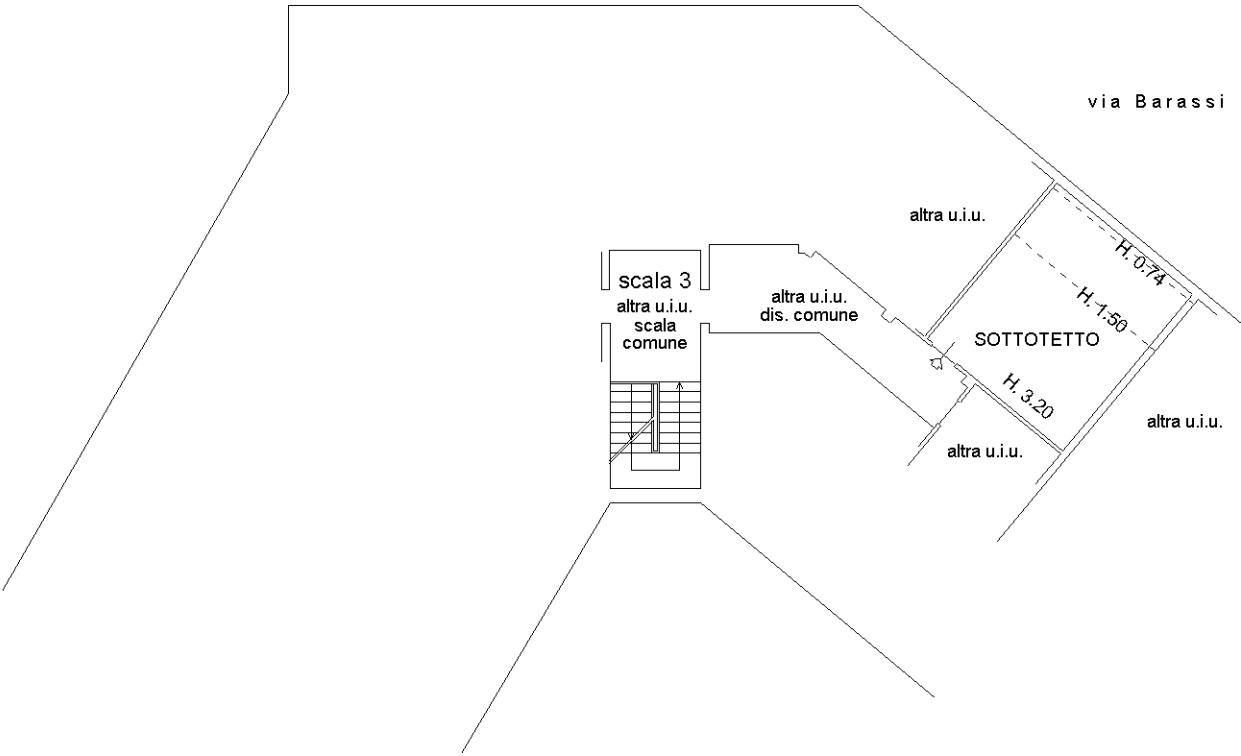 via Barassi
altra u.i.u.
H. 0.74
scala 3
altra u.i.u.
scala
comune
altra u.i.u.
dis. comune
H. 1.50
SOTTOTETTO
H. 3.20
altra u.i.u.
altra u.i.u.